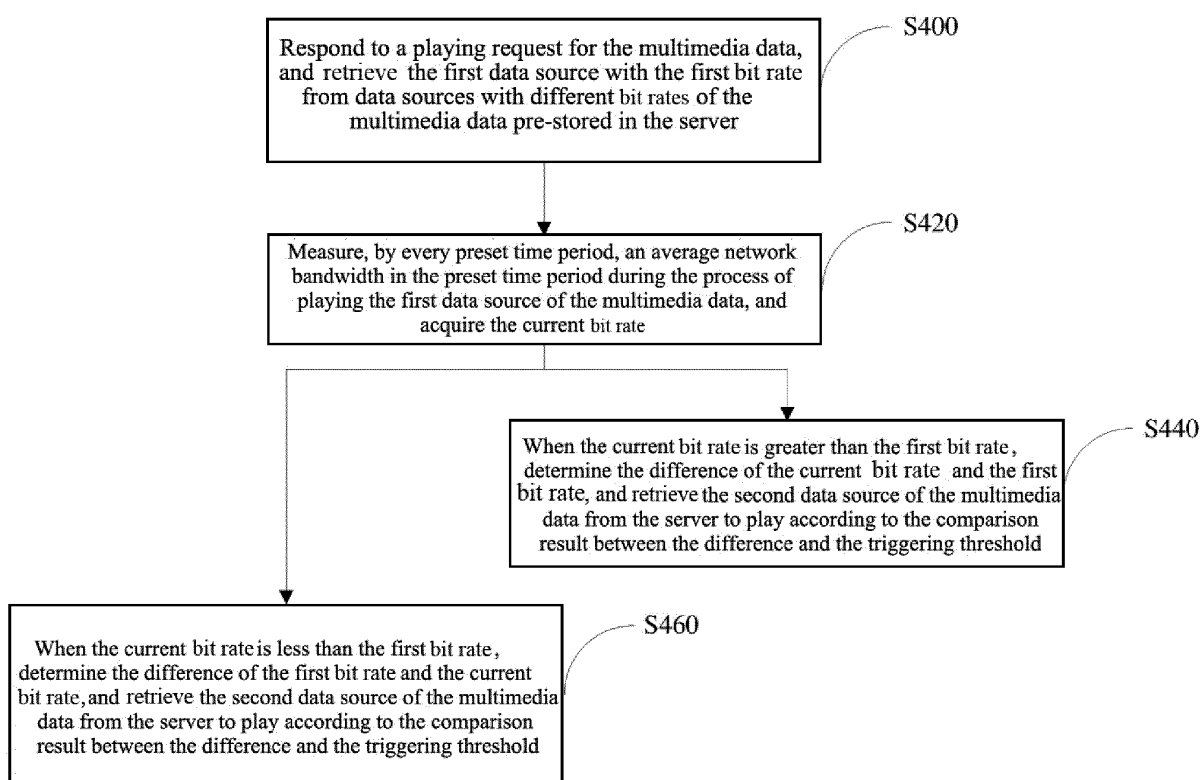 Respond to a playing request for the multimedia data,
and retrieve the first data source with the first bit rate
from data sources with different bit rates of the
multimedia data pre-stored in the server
S400
Measure, by every preset time period, an average network
bandwidth in the preset time period during the process of
playing the first data source of the multimedia data, and
acquire the current bit rate
S420
When the current bit rate is greater than the first bit rate,
determine the difference of the current bit rate and the first
bit rate, and retrieve the second data source of the multimedia
data from the server to play according to the comparison
result between the difference and the triggering threshold
S440
When the current bit rate is less than the first bit rate,
determine the difference of the first bit rate and the current
bit rate, and retrieve the second data source of the multimedia
data from the server to play according to the comparison
result between the difference and the triggering threshold
S460